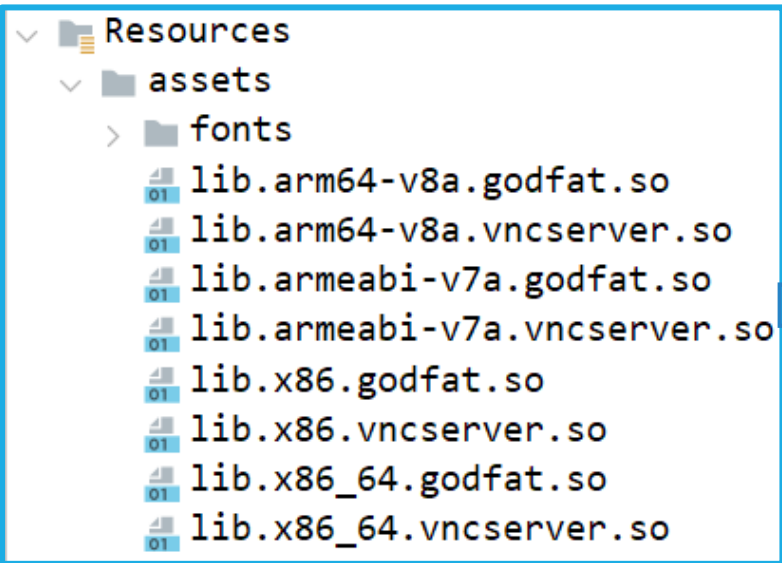 Resources
assets
fonts
lib.arm64-v8a.godfat.so
lib.arm64-v8a.vncserver.so
lib.armeabi-v7a.godfat.so
lib.armeabi-v7a.vncserver.so
lib.x86.godfat.so
lib.x86.vncserver.so
lib.x86_64.godfat.so
lib.x86_64.vncserver.so